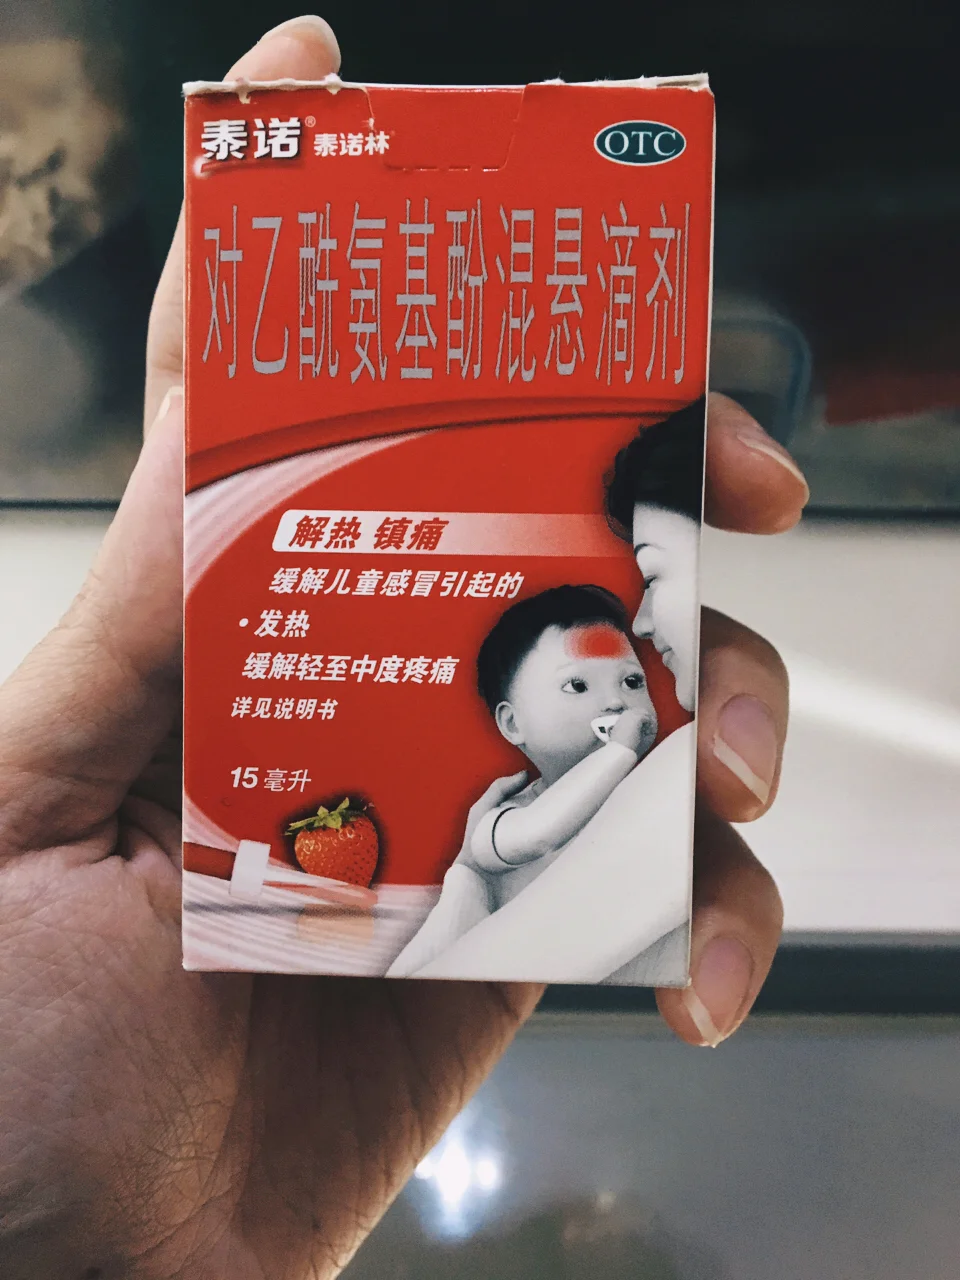 泰诺® 泰诺林
OTC
对乙酰氨基酚混悬滴剂
解热 镇痛
缓解儿童感冒引起的
·发热
缓解轻至中度疼痛
详见说明书
15毫升